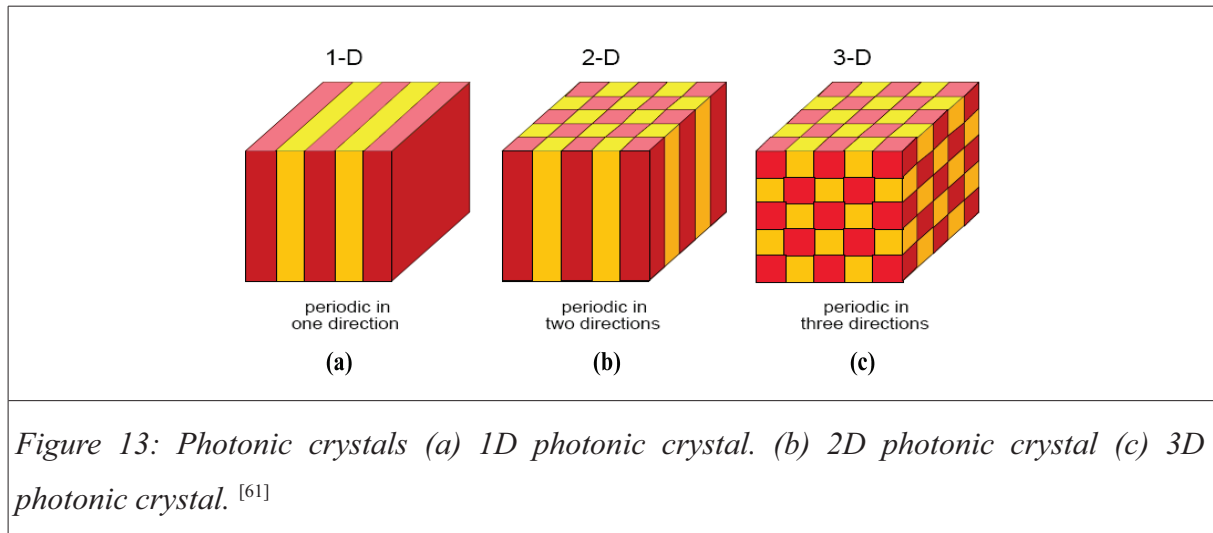 1-D 2-D 3-D
periodic in one direction
periodic in two directions
periodic in three directions
(a) (b) (c)
Figure 13: Photonic crystals (a) 1D photonic crystal. (b) 2D photonic crystal (c) 3D
photonic crystal. [61]